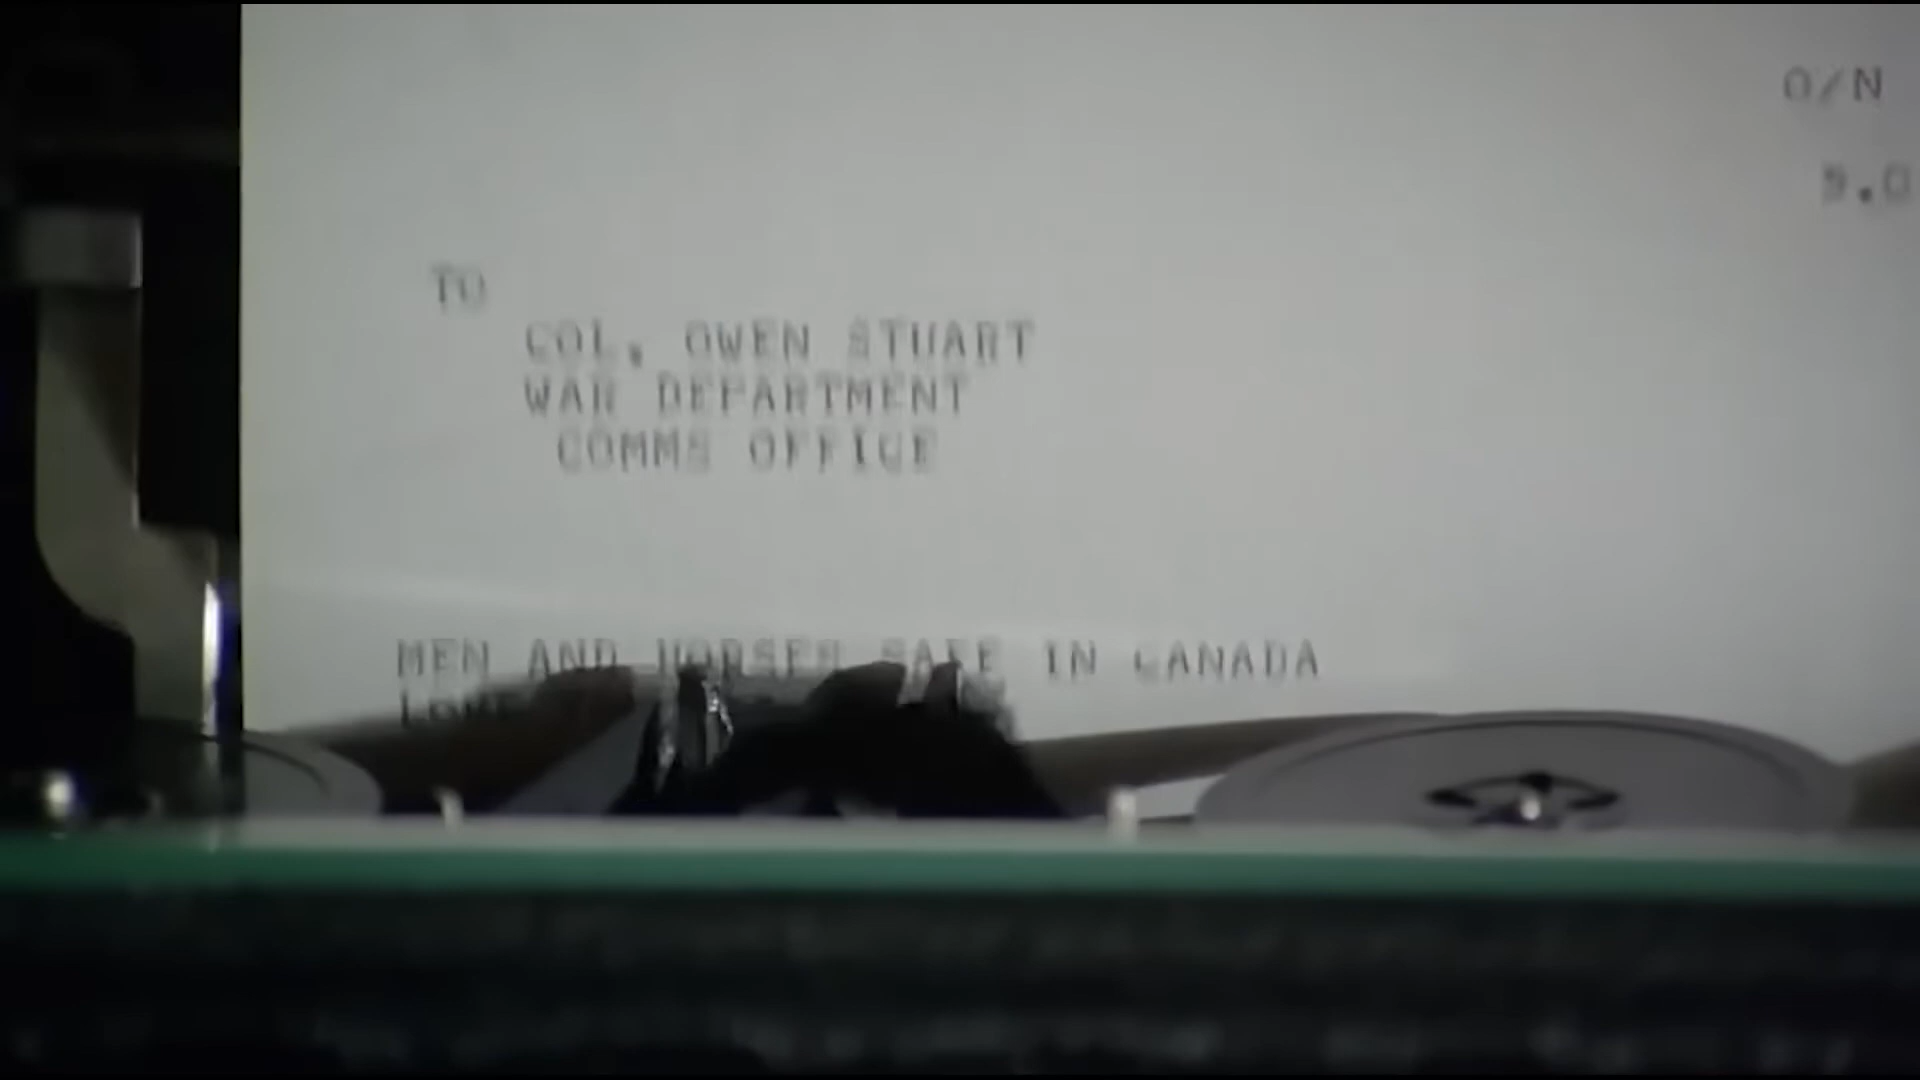 O/N
TO
COL. OWEN STUART
WAR DEPARTMENT
COMMS OFFICE
MEN AND HORSES SAFE IN CANADA